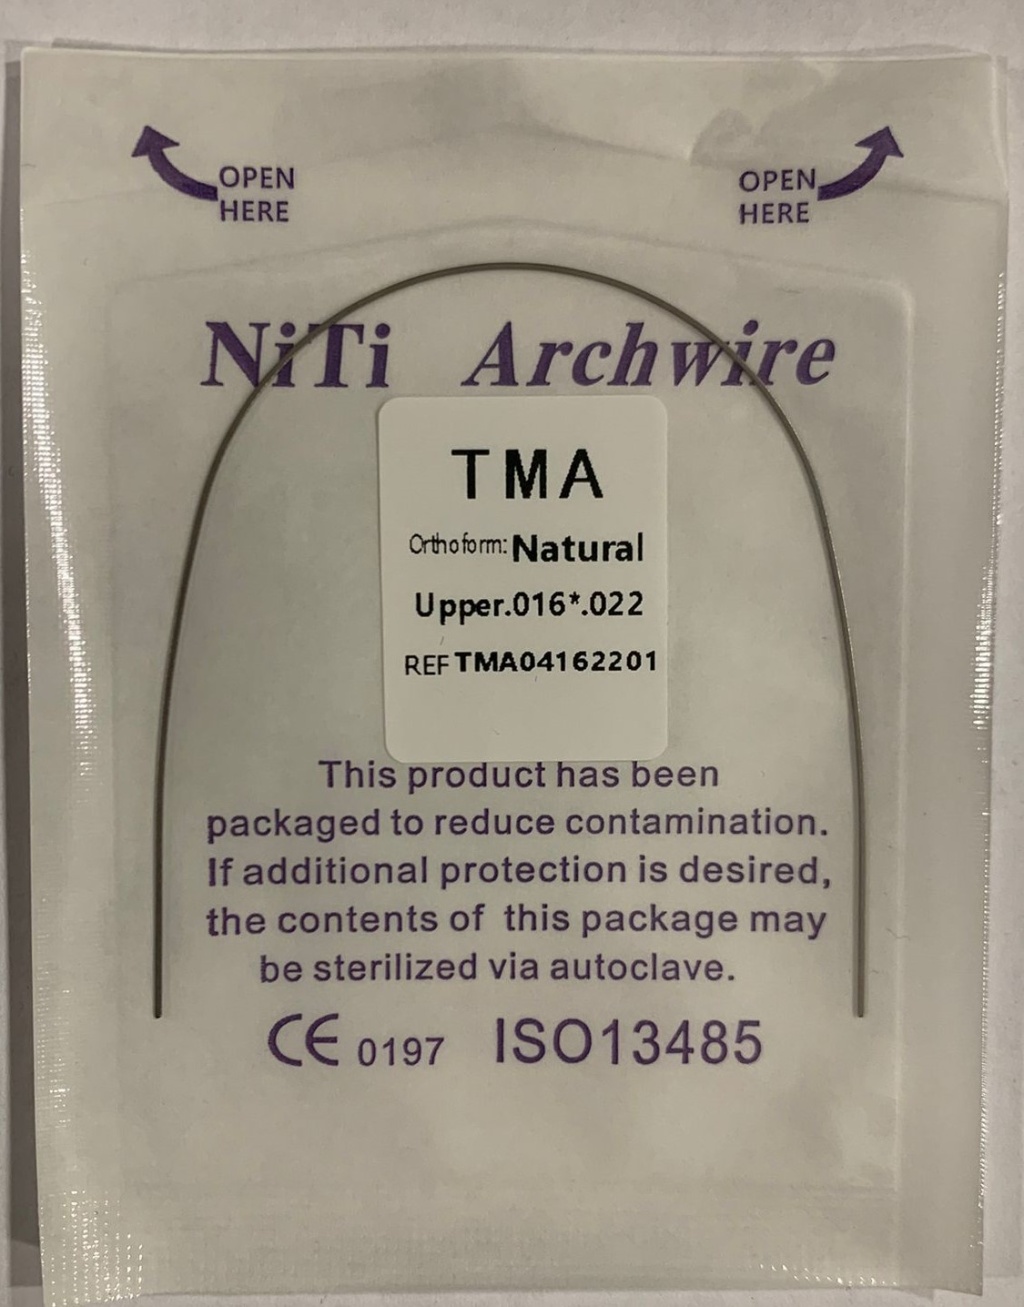 OPEN
HERE
OPEN
HERE
NiTi Archwire
TMA
Orthoform: Natural
Upper.016*.022
REF TMA04162201
This product has been
packaged to reduce contamination.
If additional protection is desired,
the contents of this package may
be sterilized via autoclave.
CE 0197 ISO13485